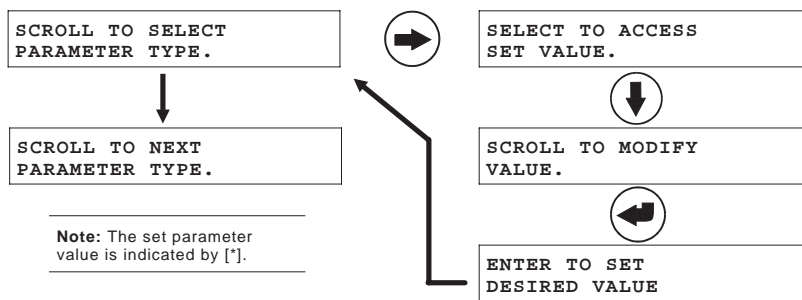 SCROLL TO SELECT
PARAMETER TYPE.
SELECT TO ACCESS
SET VALUE.
SCROLL TO NEXT
PARAMETER TYPE.
SCROLL TO MODIFY
VALUE.
Note: The set parameter
value is indicated by [*].
ENTER TO SET
DESIRED VALUE